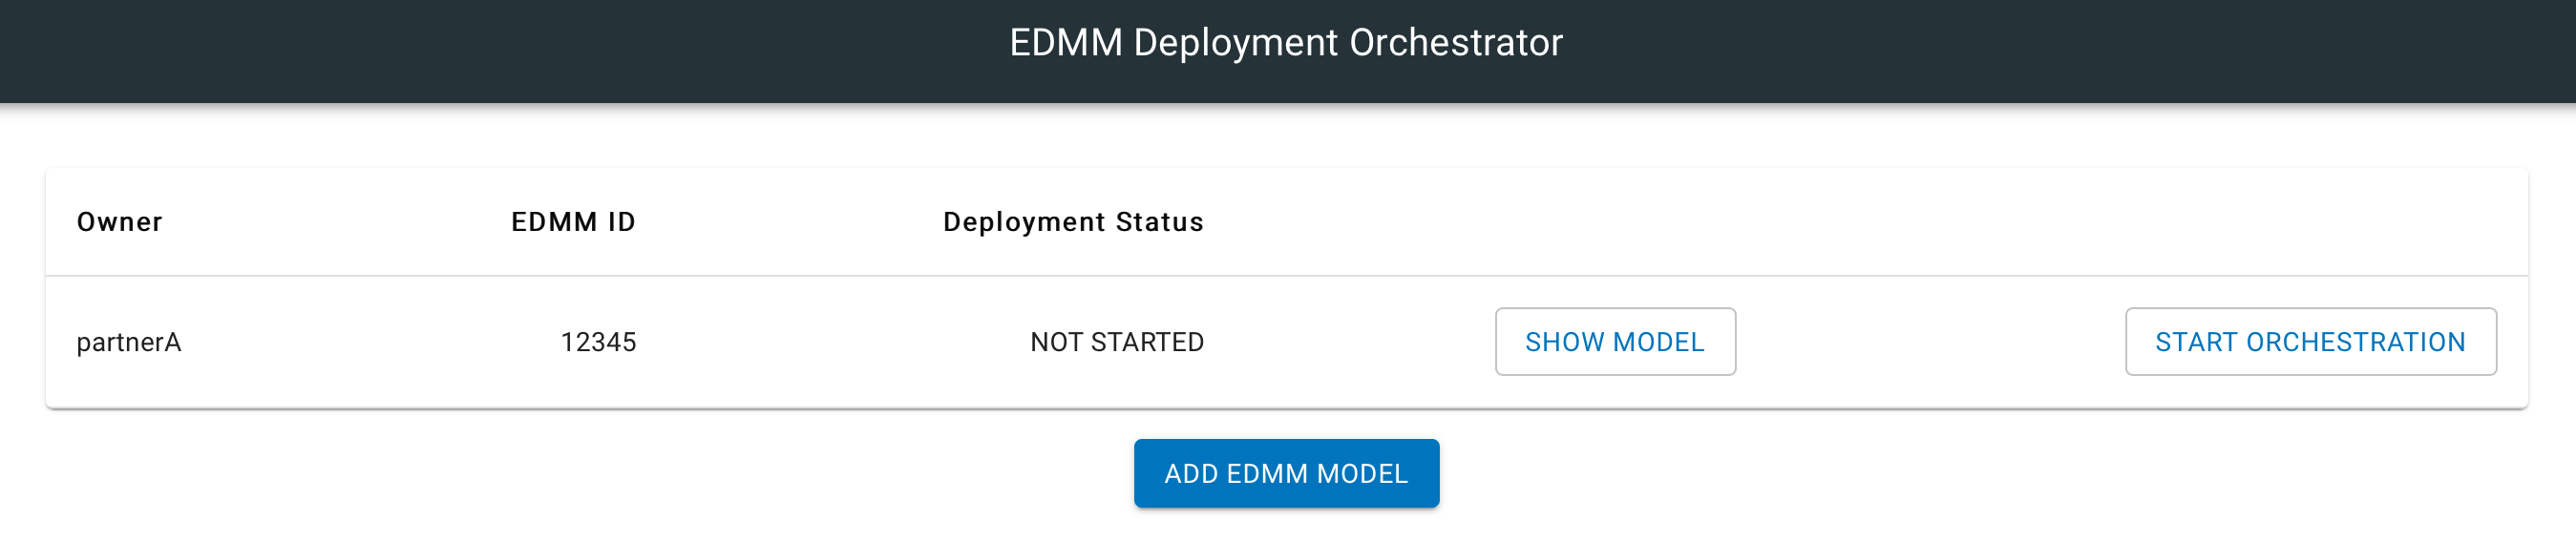 EDMM Deployment Orchestrator
Owner EDMM ID Deployment Status
partnerA 12345 NOT STARTED SHOW MODEL START ORCHESTRATION
ADD EDMM MODEL